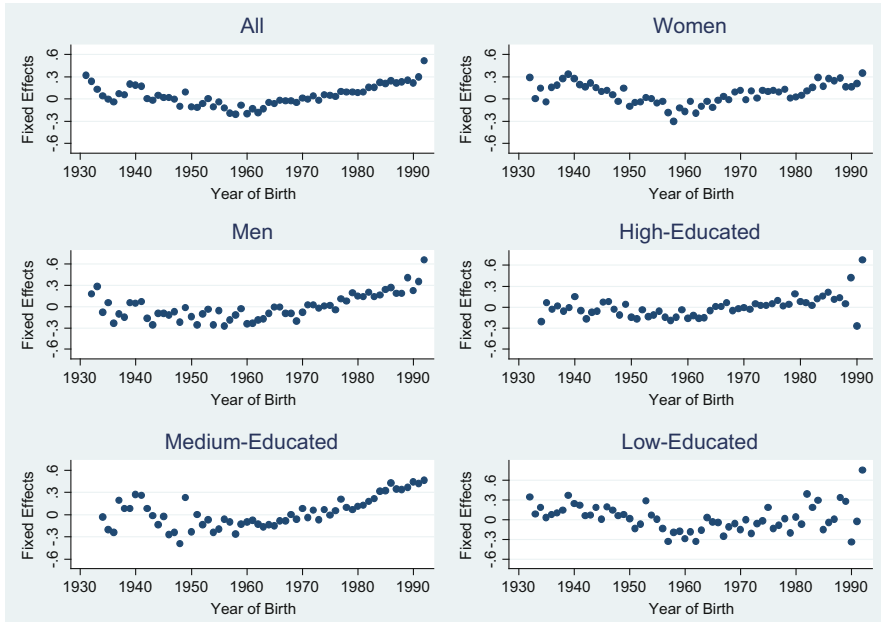 All
Fixed Effects
-.6 -.3 0 .3 .6
1930 1940 1950 1960 1970 1980 1990
Year of Birth
Women
Fixed Effects
-.6 -.3 0 .3 .6
1930 1940 1950 1960 1970 1980 1990
Year of Birth
Men
Fixed Effects
-.6 -.3 0 .3 .6
1930 1940 1950 1960 1970 1980 1990
Year of Birth
High-Educated
Fixed Effects
-.6 -.3 0 .3 .6
1930 1940 1950 1960 1970 1980 1990
Year of Birth
Medium-Educated
Fixed Effects
-.6 -.3 0 .3 .6
1930 1940 1950 1960 1970 1980 1990
Year of Birth
Low-Educated
Fixed Effects
-.6 -.3 0 .3 .6
1930 1940 1950 1960 1970 1980 1990
Year of Birth